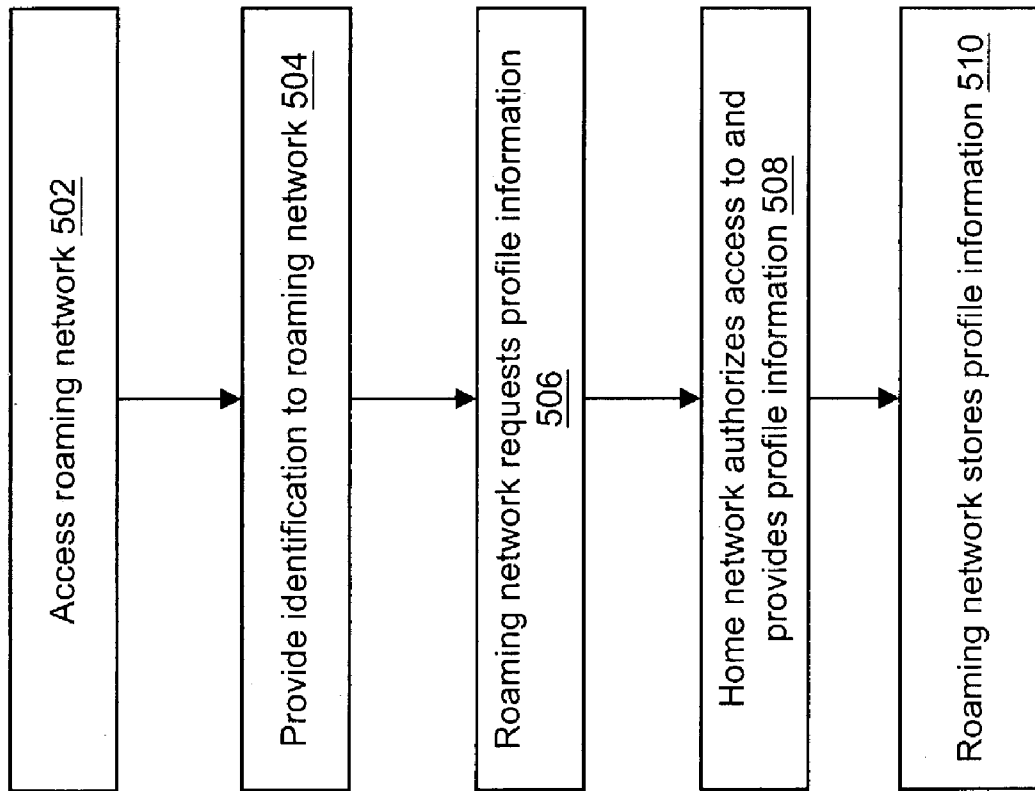 Access roaming network 502
Provide identification to roaming network 504
Roaming network requests profile information
506
Home network authorizes access to and
provides profile information 508
Roaming network stores profile information 510